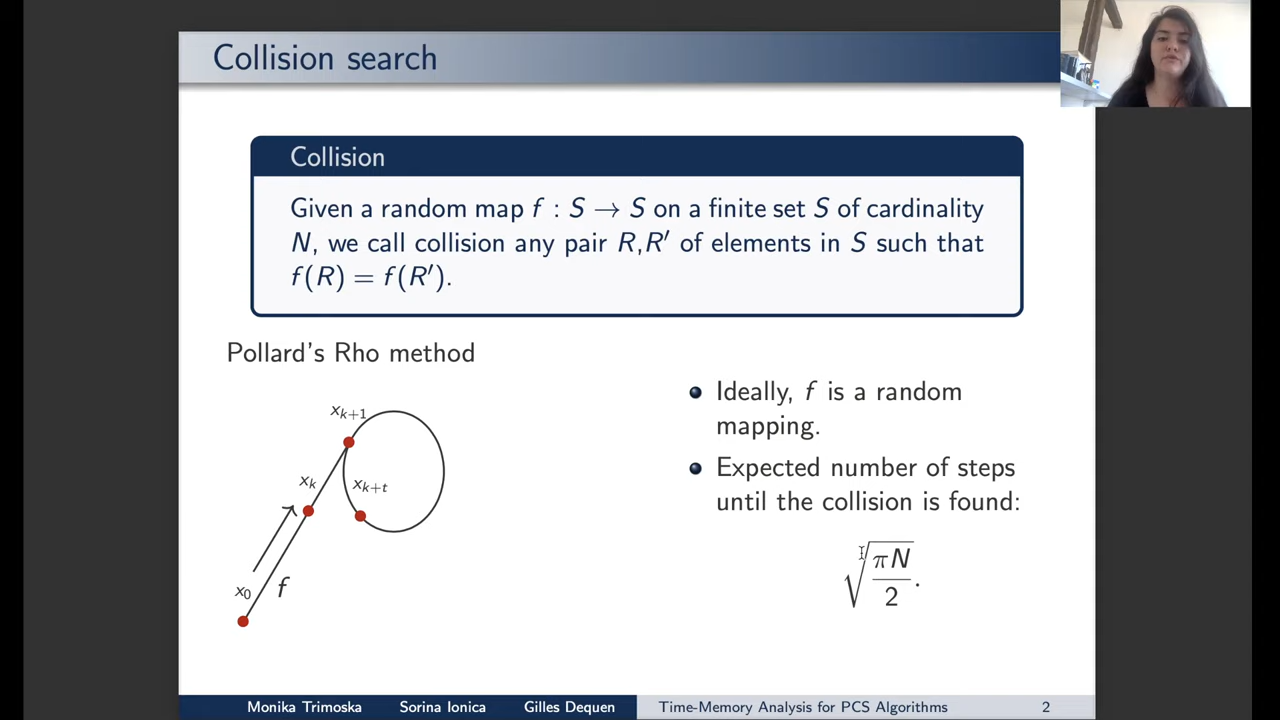 Collision search
Collision
Given a random map f : S → S on a finite set S of cardinality
N, we call collision any pair R,R′ of elements in S such that
f(R) = f(R′).
Pollard's Rho method
x_{k+1}
x_k
x_{k+t}
x_0
f
Ideally, f is a random
mapping.
Expected number of steps
until the collision is found:
√(πN/2).
Monika Trimoska Sorina Ionica Gilles Dequen Time-Memory Analysis for PCS Algorithms 2